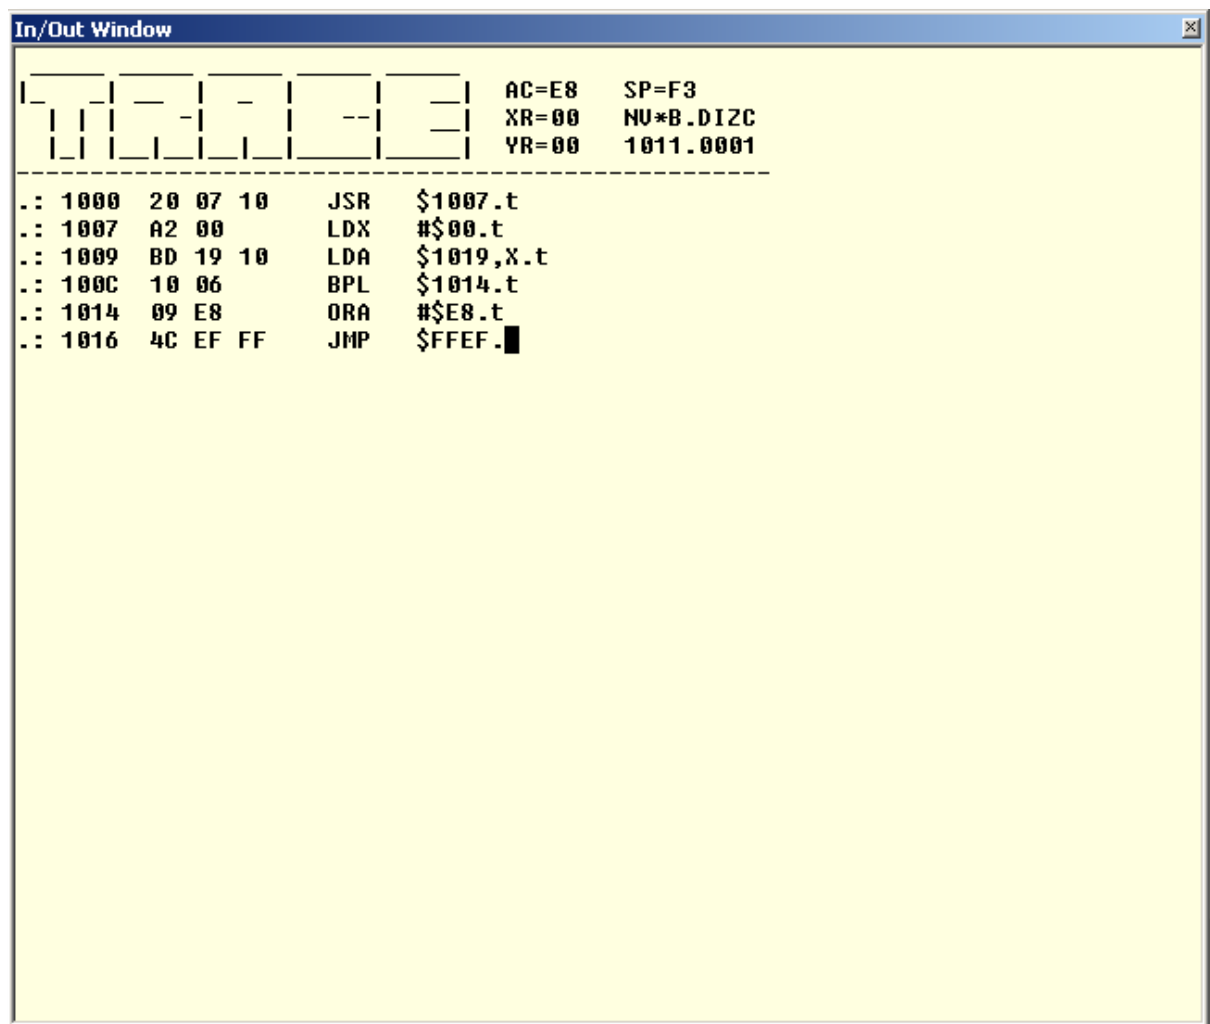 In/Out Window
TRACE
AC=E8 SP=F3
XR=00 NV*B.DIZC
YR=00 1011.0001
.: 1000 20 07 10 JSR $1007.t
.: 1007 A2 00 LDX #$00.t
.: 1009 BD 19 10 LDA $1019,X.t
.: 100C 10 06 BPL $1014.t
.: 1014 09 E8 ORA #$E8.t
.: 1016 4C EF FF JMP $FFEF.